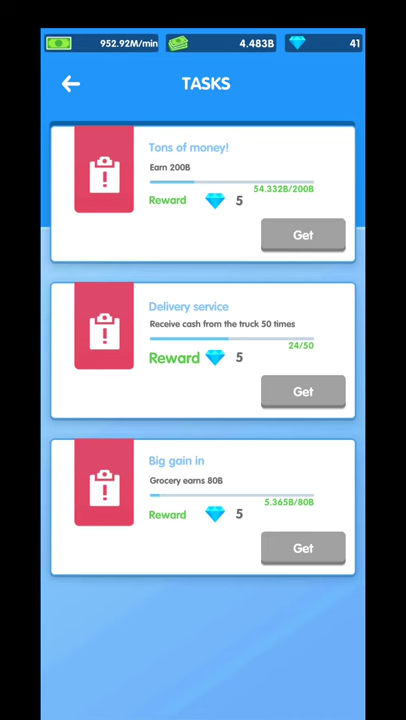 952.92M/min 4.483B 41
TASKS
Tons of money!
Earn 200B
54.332B/200B
Reward 5
Get
Delivery service
Receive cash from the truck 50 times
24/50
Reward 5
Get
Big gain in
Grocery earns 80B
5.365B/80B
Reward 5
Get